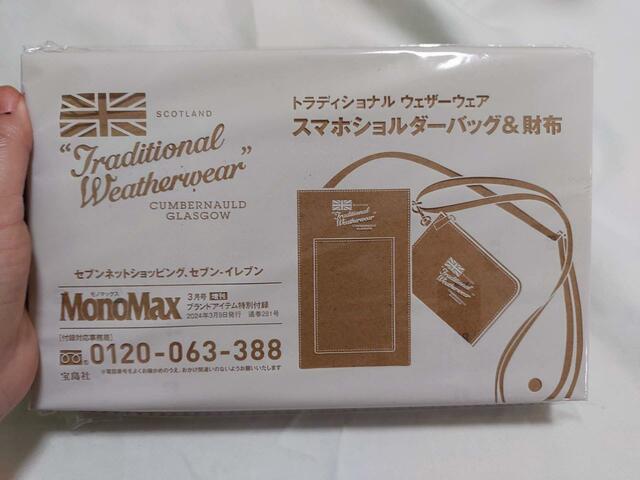 SCOTLAND
"Traditional
Weatherwear"
CUMBERNAULD
GLASGOW
トラディショナル ウェザーウェア
スマホショルダーバッグ&財布
"Traditional
Weatherwear"
"Traditional
Weatherwear"
セブンネットショッピング、セブン-イレブン
モノマックス
MonoMax
3月号 増刊
ブランドアイテム特別付録
2024年3月9日発行 通巻281号
[付録対応事務局]
0120-063-388
宝島社
※電話番号をよくお確かめのうえ、おかけ間違いのないようお願いいたします